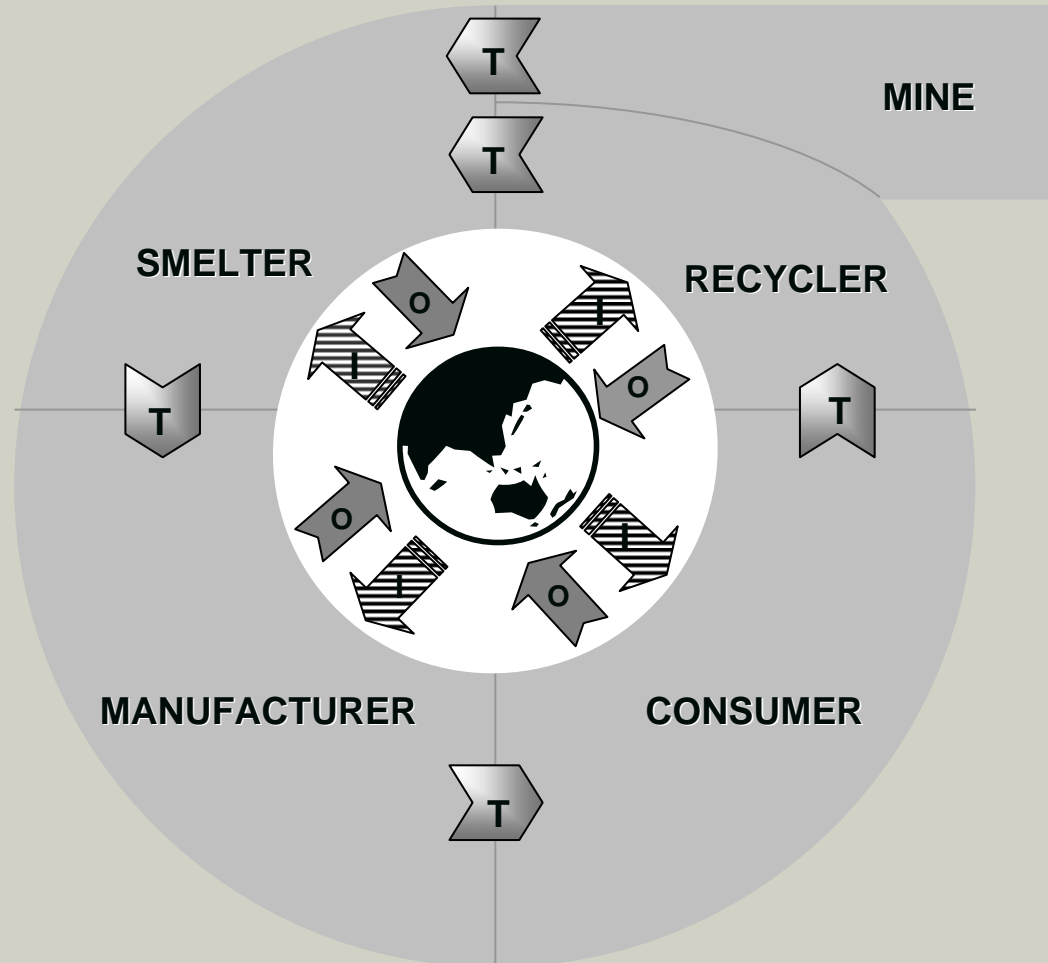 T
MINE
T
SMELTER
RECYCLER
O
I
I
O
T
T
O
I
I
O
MANUFACTURER
CONSUMER
T